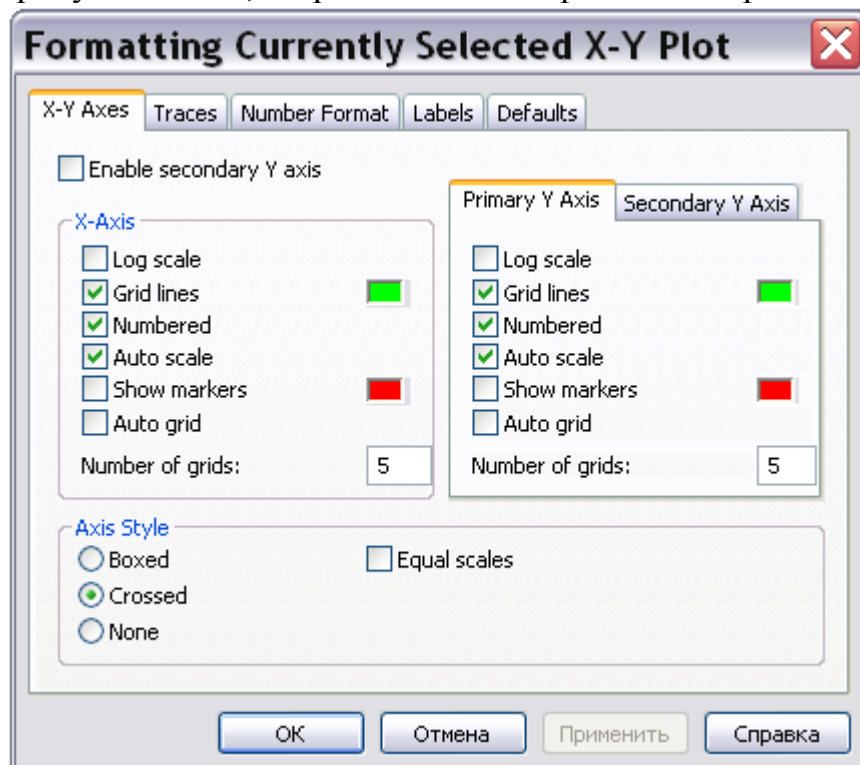 Formatting Currently Selected X-Y Plot
X-Y Axes Traces Number Format Labels Defaults
Enable secondary Y axis
X-Axis
Log scale
Grid lines
Numbered
Auto scale
Show markers
Auto grid
Number of grids: 5
Primary Y Axis Secondary Y Axis
Log scale
Grid lines
Numbered
Auto scale
Show markers
Auto grid
Number of grids: 5
Axis Style
Boxed
Equal scales
Crossed
None
ОК Отмена Применить Справка